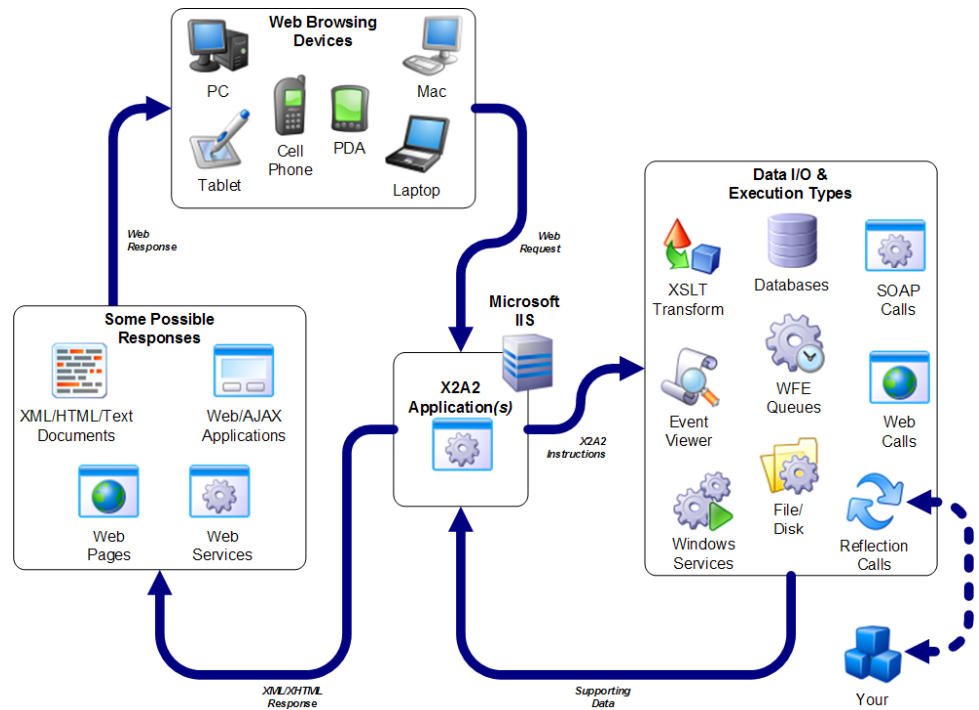 Web Browsing
Devices
PC
Mac
Cell
Phone
PDA
Tablet
Laptop
Web
Response
Web
Request
Data I/O &
Execution Types
XSLT
Transform
Databases
SOAP
Calls
Event
Viewer
WFE
Queues
Web
Calls
Windows
Services
File/
Disk
Reflection
Calls
Some Possible
Responses
XML/HTML/Text
Documents
Web/AJAX
Applications
Web
Pages
Web
Services
Microsoft
IIS
X2A2
Application(s)
X2A2
Instructions
XML/XHTML
Response
Supporting
Data
Your